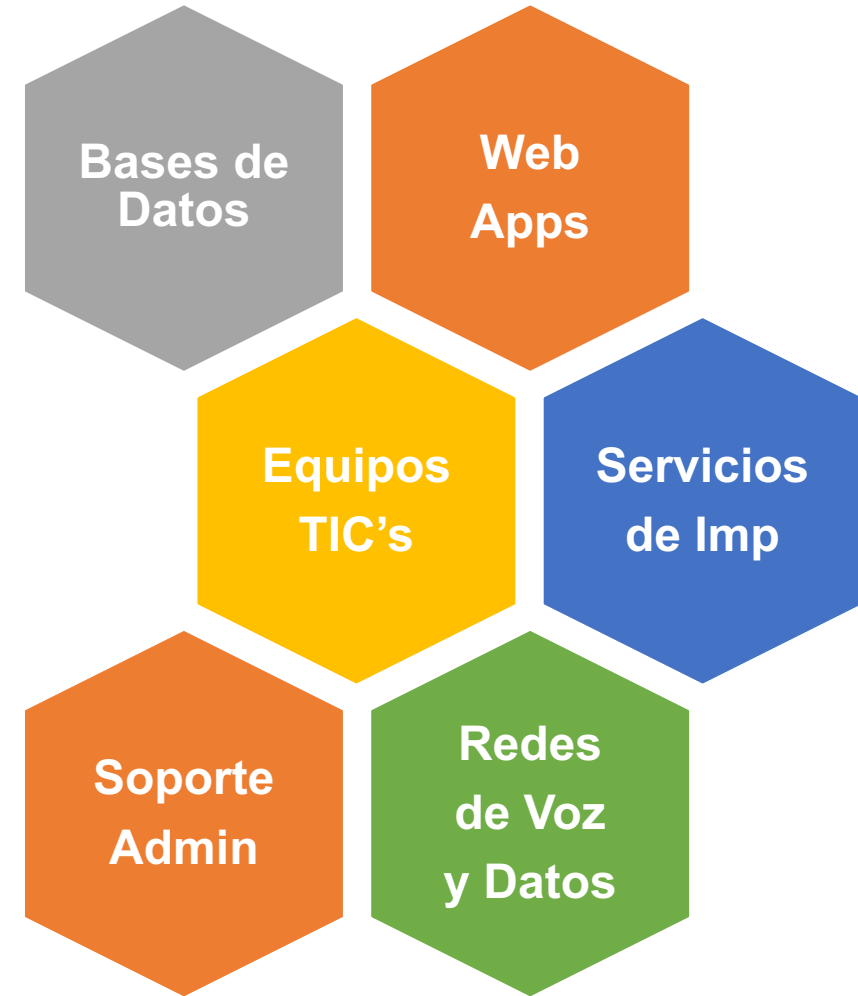 Bases de
Datos
Web
Apps
Equipos
TIC’s
Servicios
de Imp
Soporte
Admin
Redes
de Voz
y Datos